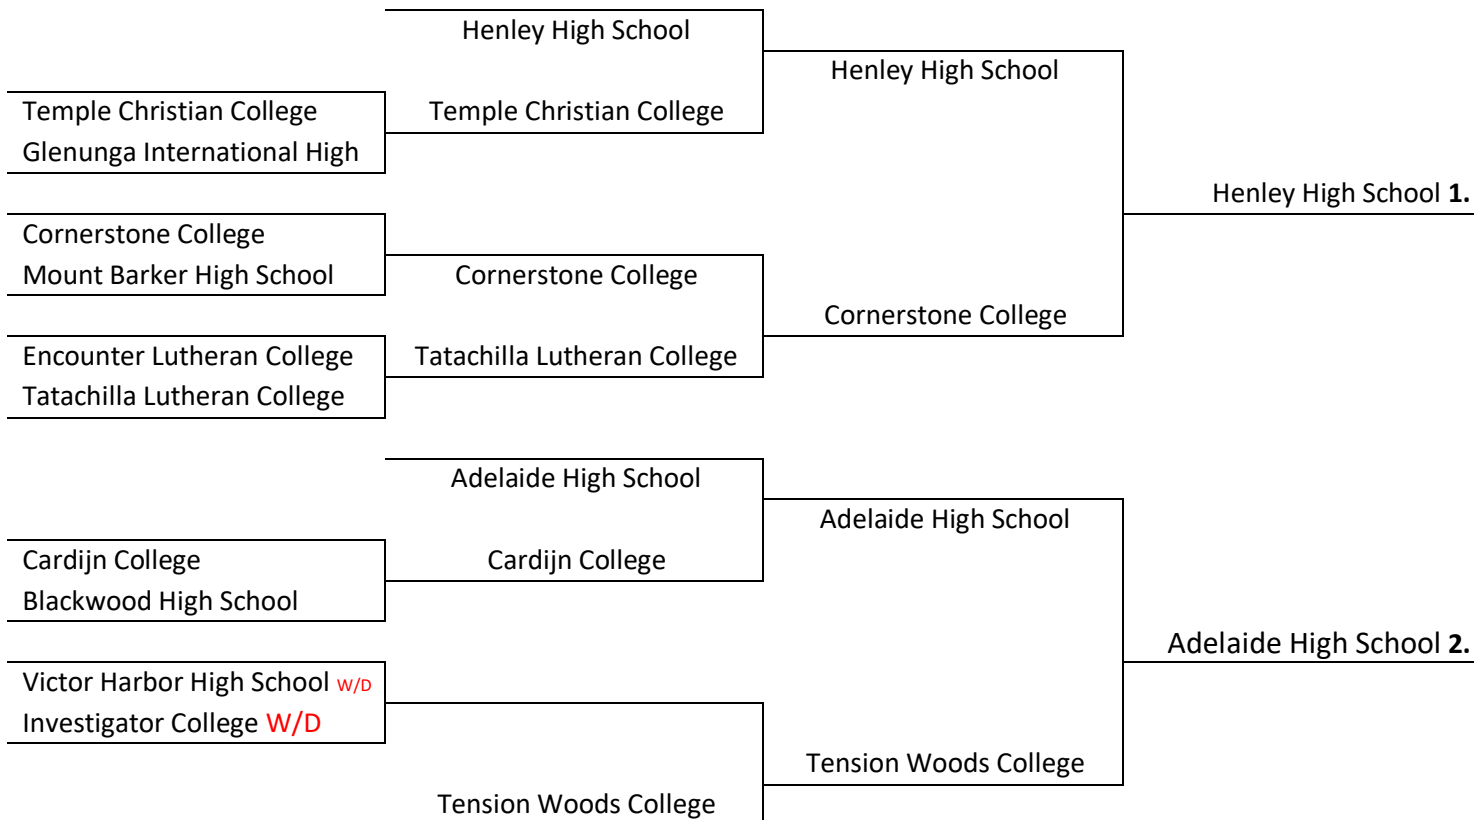 Henley High School
Henley High School
Temple Christian College
Temple Christian College
Glenunga International High
Henley High School 1.
Cornerstone College
Mount Barker High School
Cornerstone College
Cornerstone College
Encounter Lutheran College
Tatachilla Lutheran College
Tatachilla Lutheran College
Adelaide High School
Adelaide High School
Cardijn College
Cardijn College
Blackwood High School
Adelaide High School 2.
Victor Harbor High School W/D
Investigator College W/D
Tension Woods College
Tension Woods College